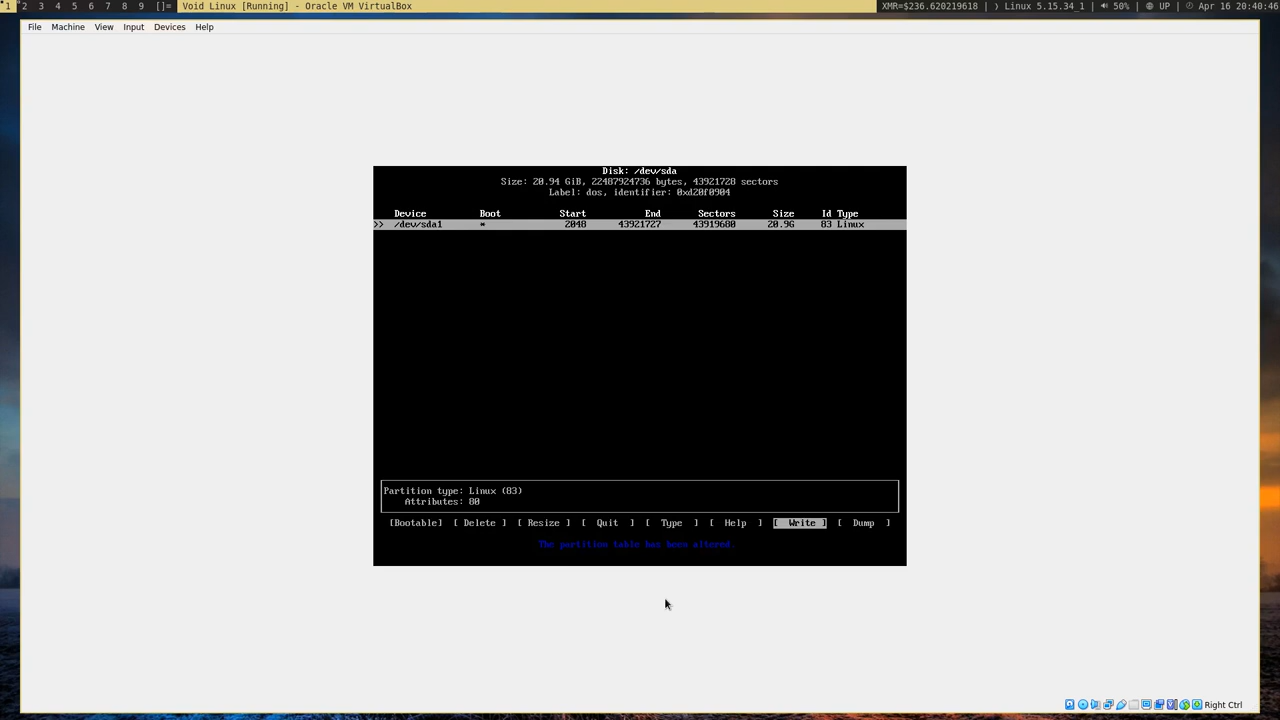 1 2 3 4 5 6 7 8 9 []= Void Linux [Running] - Oracle VM VirtualBox XMR=$236.620219618 | ) Linux 5.15.34_1 | 50% | UP | Apr 16 20:40:46
File Machine View Input Devices Help
Disk: /dev/sda
Size: 20.94 GiB, 22487924736 bytes, 43921728 sectors
Label: dos, identifier: 0xd20f0904
Device Boot Start End Sectors Size Id Type
>> /dev/sda1 * 2048 43921727 43919680 20.9G 83 Linux
Partition type: Linux (83)
Attributes: 80
[Bootable] [ Delete ] [ Resize ] [ Quit ] [ Type ] [ Help ] [ Write ] [ Dump ]
The partition table has been altered.
Right Ctrl